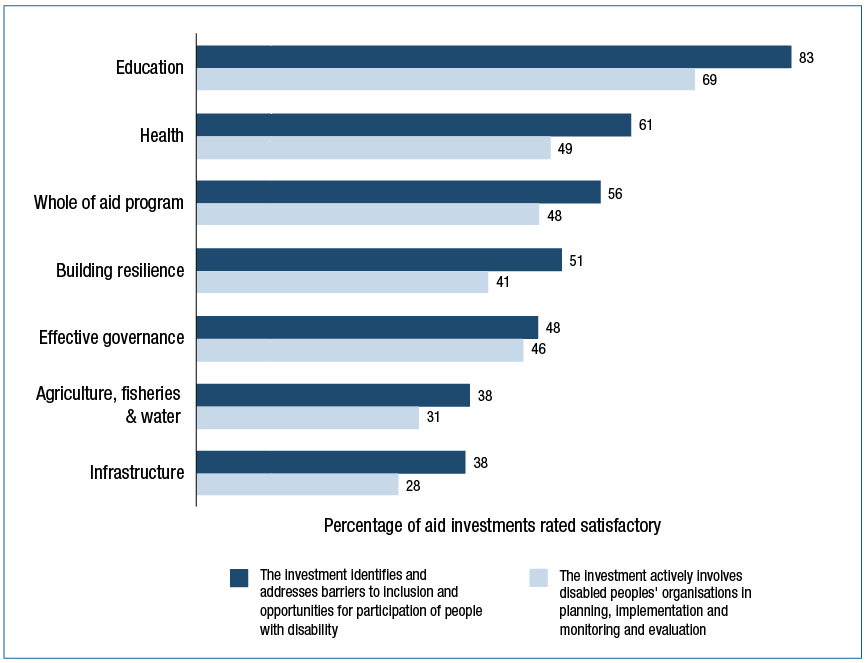 Education
83
69
Health
61
49
Whole of aid program
56
48
Building resilience
51
41
Effective governance
48
46
Agriculture, fisheries
& water
38
31
Infrastructure
38
28
Percentage of aid investments rated satisfactory
The investment identifies and
addresses barriers to inclusion and
opportunities for participation of people
with disability
The investment actively involves
disabled peoples' organisations in
planning, implementation and
monitoring and evaluation